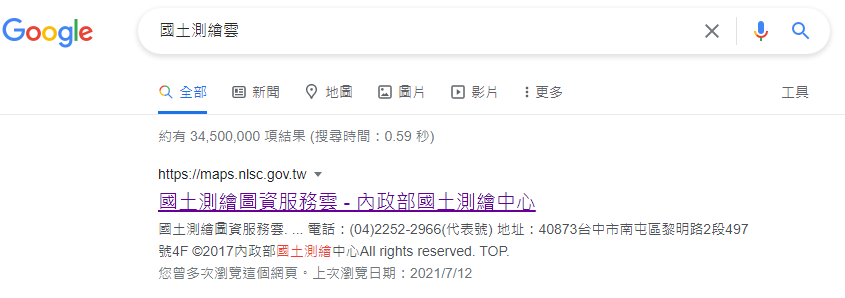 Google
國土測繪雲
全部 新聞 地圖 圖片 影片 更多 工具
約有 34,500,000 項結果 (搜尋時間：0.59 秒)
https://maps.nlsc.gov.tw
國土測繪圖資服務雲 - 內政部國土測繪中心
國土測繪圖資服務雲. ... 電話：(04)2252-2966(代表號) 地址：40873台中市南屯區黎明路2段497
號4F ©2017內政部國土測繪中心All rights reserved. TOP.
您曾多次瀏覽這個網頁。上次瀏覽日期：2021/7/12